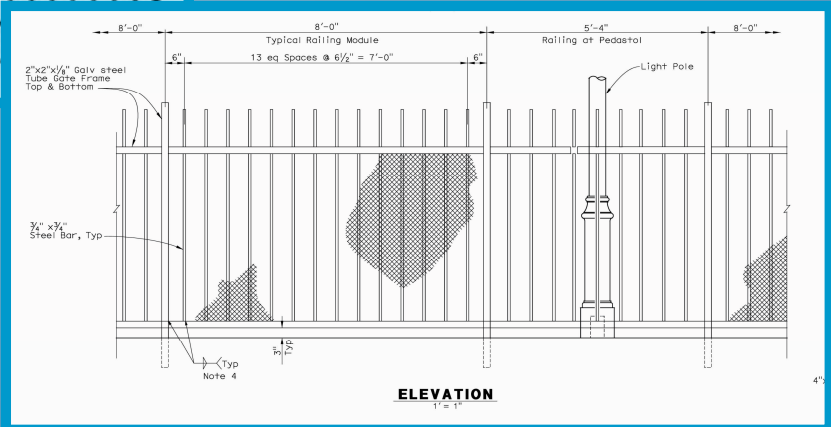 8'-0" 8'-0" 5'-4" 8'-0"
Typical Railing Module Railing at Pedastol
6" 13 eq Spaces @ 6½" = 7'-0" 6"
2"x2"x⅛" Galv steel
Tube Gate Frame
Top & Bottom
Light Pole
¾" x¾"
Steel Bar, Typ
3"
Typ
Typ
Note 4
ELEVATION
1' = 1"
4"